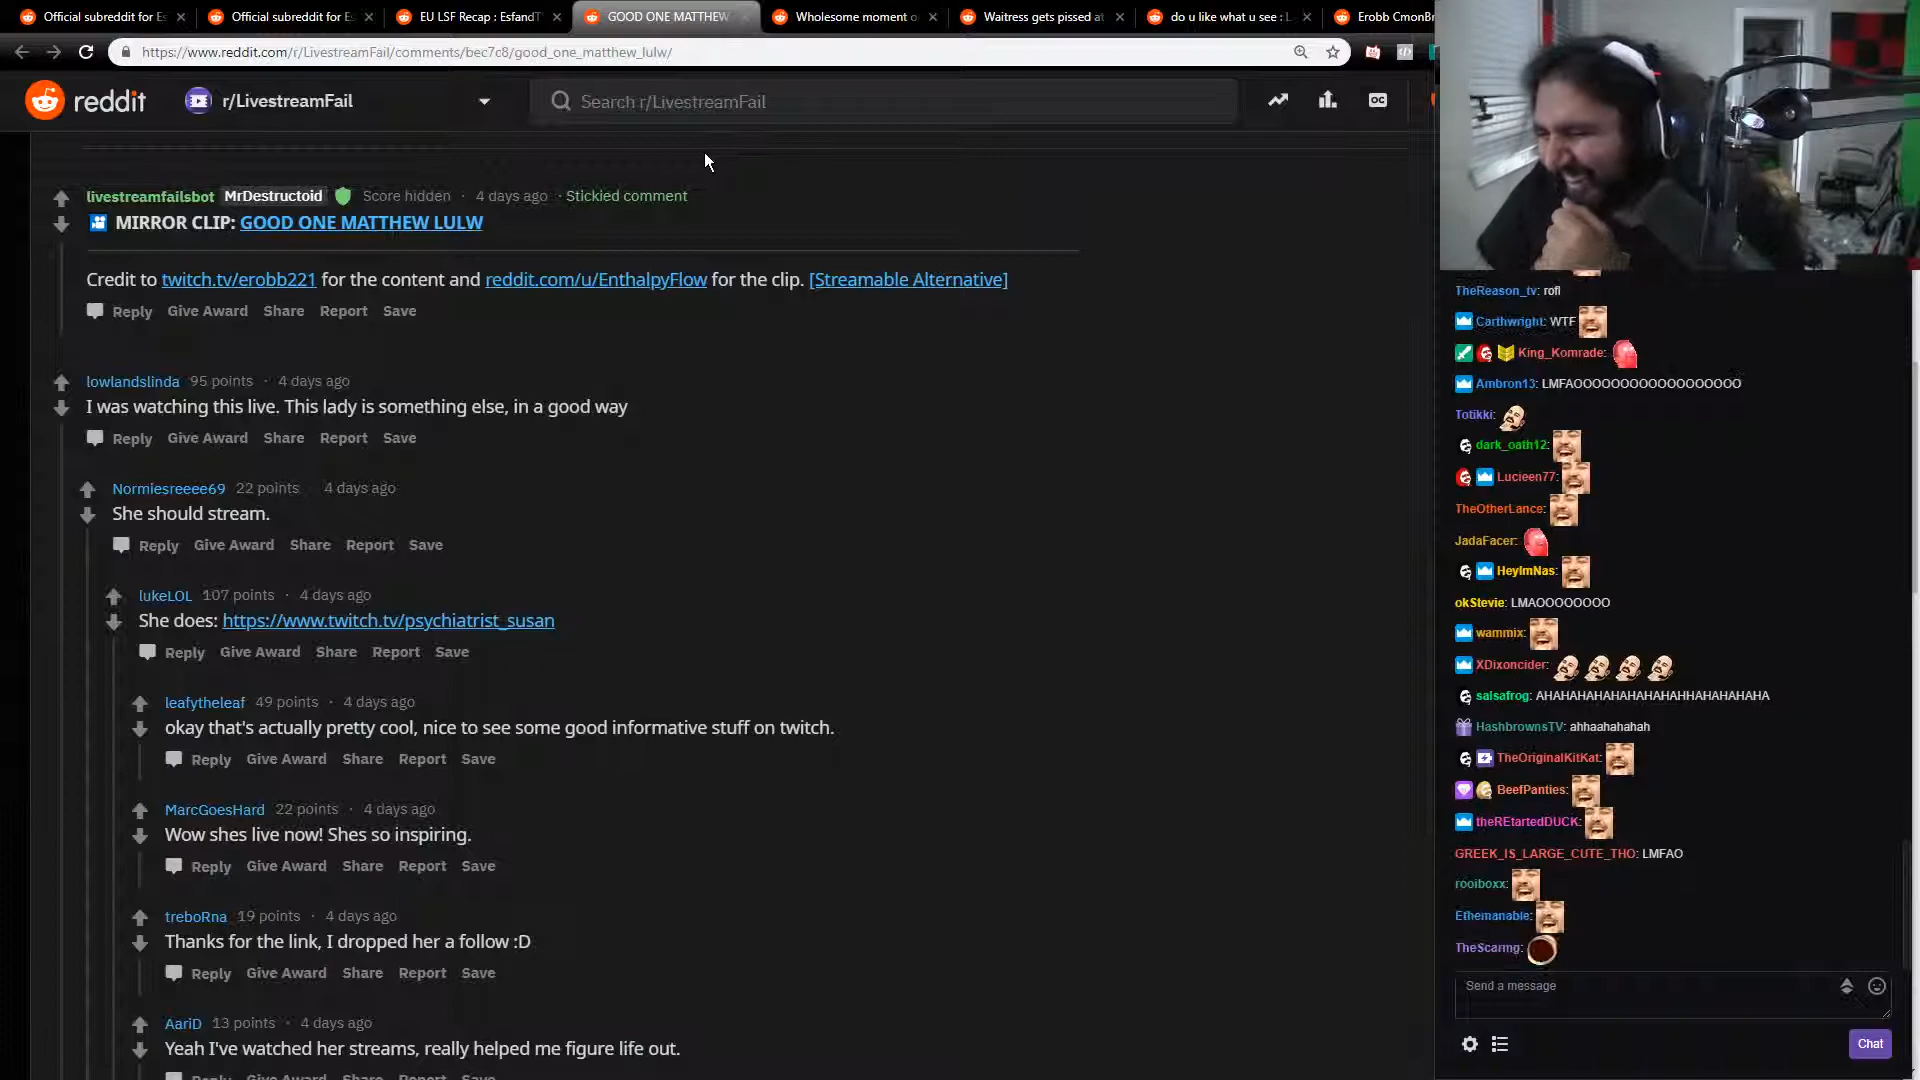 Official subreddit for Es
Official subreddit for Es
EU LSF Recap : EsfandT
GOOD ONE MATTHEW
Wholesome moment o
Waitress gets pissed at
do u like what u see : L
Erobb CmonBr
https://www.reddit.com/r/LivestreamFail/comments/bec7c8/good_one_matthew_lulw/
reddit
r/LivestreamFail
Search r/LivestreamFail
OC
livestreamfailsbot MrDestructoid Score hidden · 4 days ago · Stickied comment
MIRROR CLIP: GOOD ONE MATTHEW LULW
Credit to twitch.tv/erobb221 for the content and reddit.com/u/EnthalpyFlow for the clip. [Streamable Alternative]
Reply Give Award Share Report Save
lowlandslinda 95 points · 4 days ago
I was watching this live. This lady is something else, in a good way
Reply Give Award Share Report Save
Normiesreeee69 22 points · 4 days ago
She should stream.
Reply Give Award Share Report Save
lukeLOL 107 points · 4 days ago
She does: https://www.twitch.tv/psychiatrist_susan
Reply Give Award Share Report Save
leafytheleaf 49 points · 4 days ago
okay that's actually pretty cool, nice to see some good informative stuff on twitch.
Reply Give Award Share Report Save
MarcGoesHard 22 points · 4 days ago
Wow shes live now! Shes so inspiring.
Reply Give Award Share Report Save
treboRna 19 points · 4 days ago
Thanks for the link, I dropped her a follow :D
Reply Give Award Share Report Save
AariD 13 points · 4 days ago
Yeah I've watched her streams, really helped me figure life out.
Reply Give Award Share Report Save
TheReason_tv: rofl
Carthwright: WTF
King_Komrade:
Ambron13: LMFAOOOOOOOOOOOOOOOOOO
Totikki:
dark_oath12:
Lucieen77:
TheOtherLance:
JadaFacer:
HeyImNas:
okStevie: LMAOOOOOOOO
wammix:
XDixoncider:
salsafrog: AHAHAHAHAHAHAHAHHAHAHAHAHA
HashbrownsTV: ahhaahahahah
TheOriginalKitKat:
BeefPanties:
theREtartedDUCK:
GREEK_IS_LARGE_CUTE_THO: LMFAO
rooiboxx:
Ethemanable:
Send a message
Chat